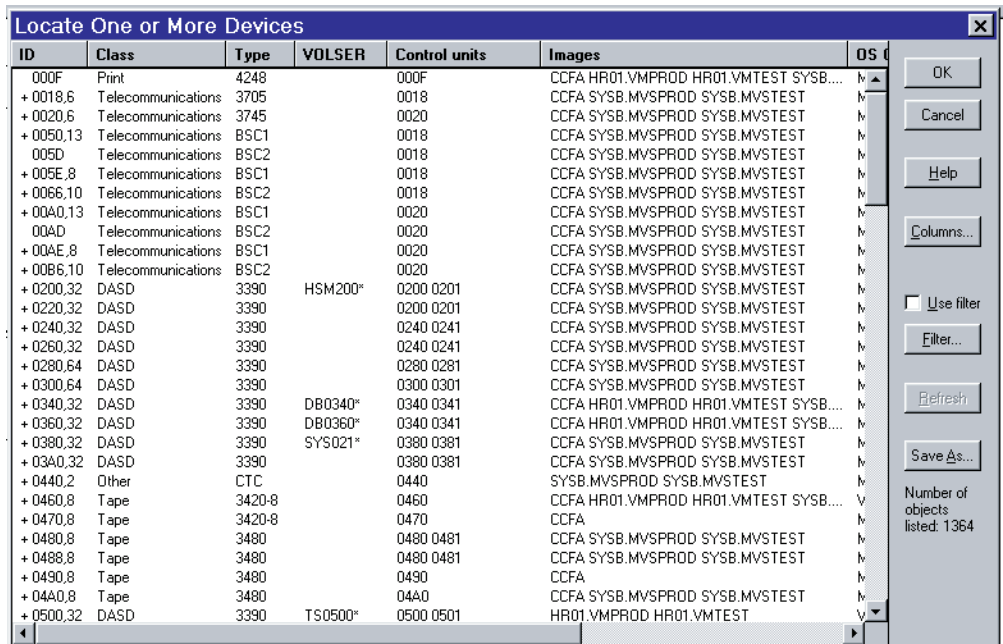 Locate One or More Devices
ID Class Type VOLSER Control units Images OS
000F Print 4248 000F CCFA HR01.VMPROD HR01.VMTEST SYSB....
+ 0018,6 Telecommunications 3705 0018 CCFA SYSB.MVSPROD SYSB.MVSTEST
+ 0020,6 Telecommunications 3745 0020 CCFA SYSB.MVSPROD SYSB.MVSTEST
+ 0050,13 Telecommunications BSC1 0018 CCFA SYSB.MVSPROD SYSB.MVSTEST
005D Telecommunications BSC2 0018 CCFA SYSB.MVSPROD SYSB.MVSTEST
+ 005E,8 Telecommunications BSC1 0018 CCFA SYSB.MVSPROD SYSB.MVSTEST
+ 0066,10 Telecommunications BSC2 0018 CCFA SYSB.MVSPROD SYSB.MVSTEST
+ 00A0,13 Telecommunications BSC1 0020 CCFA SYSB.MVSPROD SYSB.MVSTEST
00AD Telecommunications BSC2 0020 CCFA SYSB.MVSPROD SYSB.MVSTEST
+ 00AE,8 Telecommunications BSC1 0020 CCFA SYSB.MVSPROD SYSB.MVSTEST
+ 00B6,10 Telecommunications BSC2 0020 CCFA SYSB.MVSPROD SYSB.MVSTEST
+ 0200,32 DASD 3390 HSM200* 0200 0201 CCFA SYSB.MVSPROD SYSB.MVSTEST
+ 0220,32 DASD 3390 0200 0201 CCFA SYSB.MVSPROD SYSB.MVSTEST
+ 0240,32 DASD 3390 0240 0241 CCFA SYSB.MVSPROD SYSB.MVSTEST
+ 0260,32 DASD 3390 0240 0241 CCFA SYSB.MVSPROD SYSB.MVSTEST
+ 0280,64 DASD 3390 0280 0281 CCFA SYSB.MVSPROD SYSB.MVSTEST
+ 0300,64 DASD 3390 0300 0301 CCFA SYSB.MVSPROD SYSB.MVSTEST
+ 0340,32 DASD 3390 DB0340* 0340 0341 CCFA HR01.VMPROD HR01.VMTEST SYSB....
+ 0360,32 DASD 3390 DB0360* 0340 0341 CCFA HR01.VMPROD HR01.VMTEST SYSB....
+ 0380,32 DASD 3390 SYS021* 0380 0381 CCFA SYSB.MVSPROD SYSB.MVSTEST
+ 03A0,32 DASD 3390 0380 0381 CCFA SYSB.MVSPROD SYSB.MVSTEST
+ 0440,2 Other CTC 0440 SYSB.MVSPROD SYSB.MVSTEST
+ 0460,8 Tape 3420-8 0460 CCFA HR01.VMPROD HR01.VMTEST SYSB....
+ 0470,8 Tape 3420-8 0470 CCFA
+ 0480,8 Tape 3480 0480 0481 CCFA SYSB.MVSPROD SYSB.MVSTEST
+ 0488,8 Tape 3480 0480 0481 CCFA SYSB.MVSPROD SYSB.MVSTEST
+ 0490,8 Tape 3480 0490 CCFA
+ 04A0,8 Tape 3480 04A0 CCFA SYSB.MVSPROD SYSB.MVSTEST
+ 0500,32 DASD 3390 TS0500* 0500 0501 HR01.VMPROD HR01.VMTEST
OK
Cancel
Help
Columns...
Use filter
Filter...
Refresh
Save As...
Number of
objects
listed: 1364